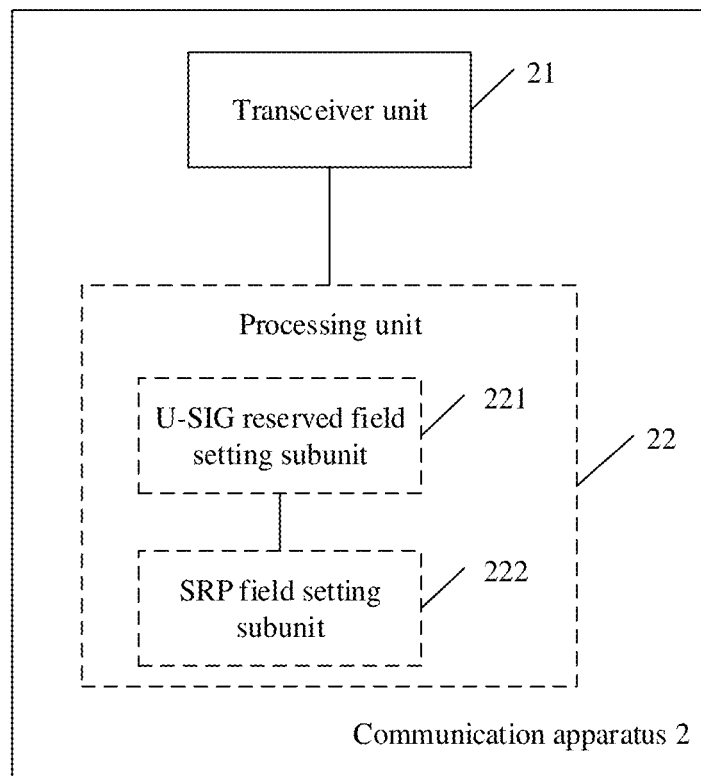 21
Transceiver unit
Processing unit
221
U-SIG reserved field
setting subunit
22
222
SRP field setting
subunit
Communication apparatus 2